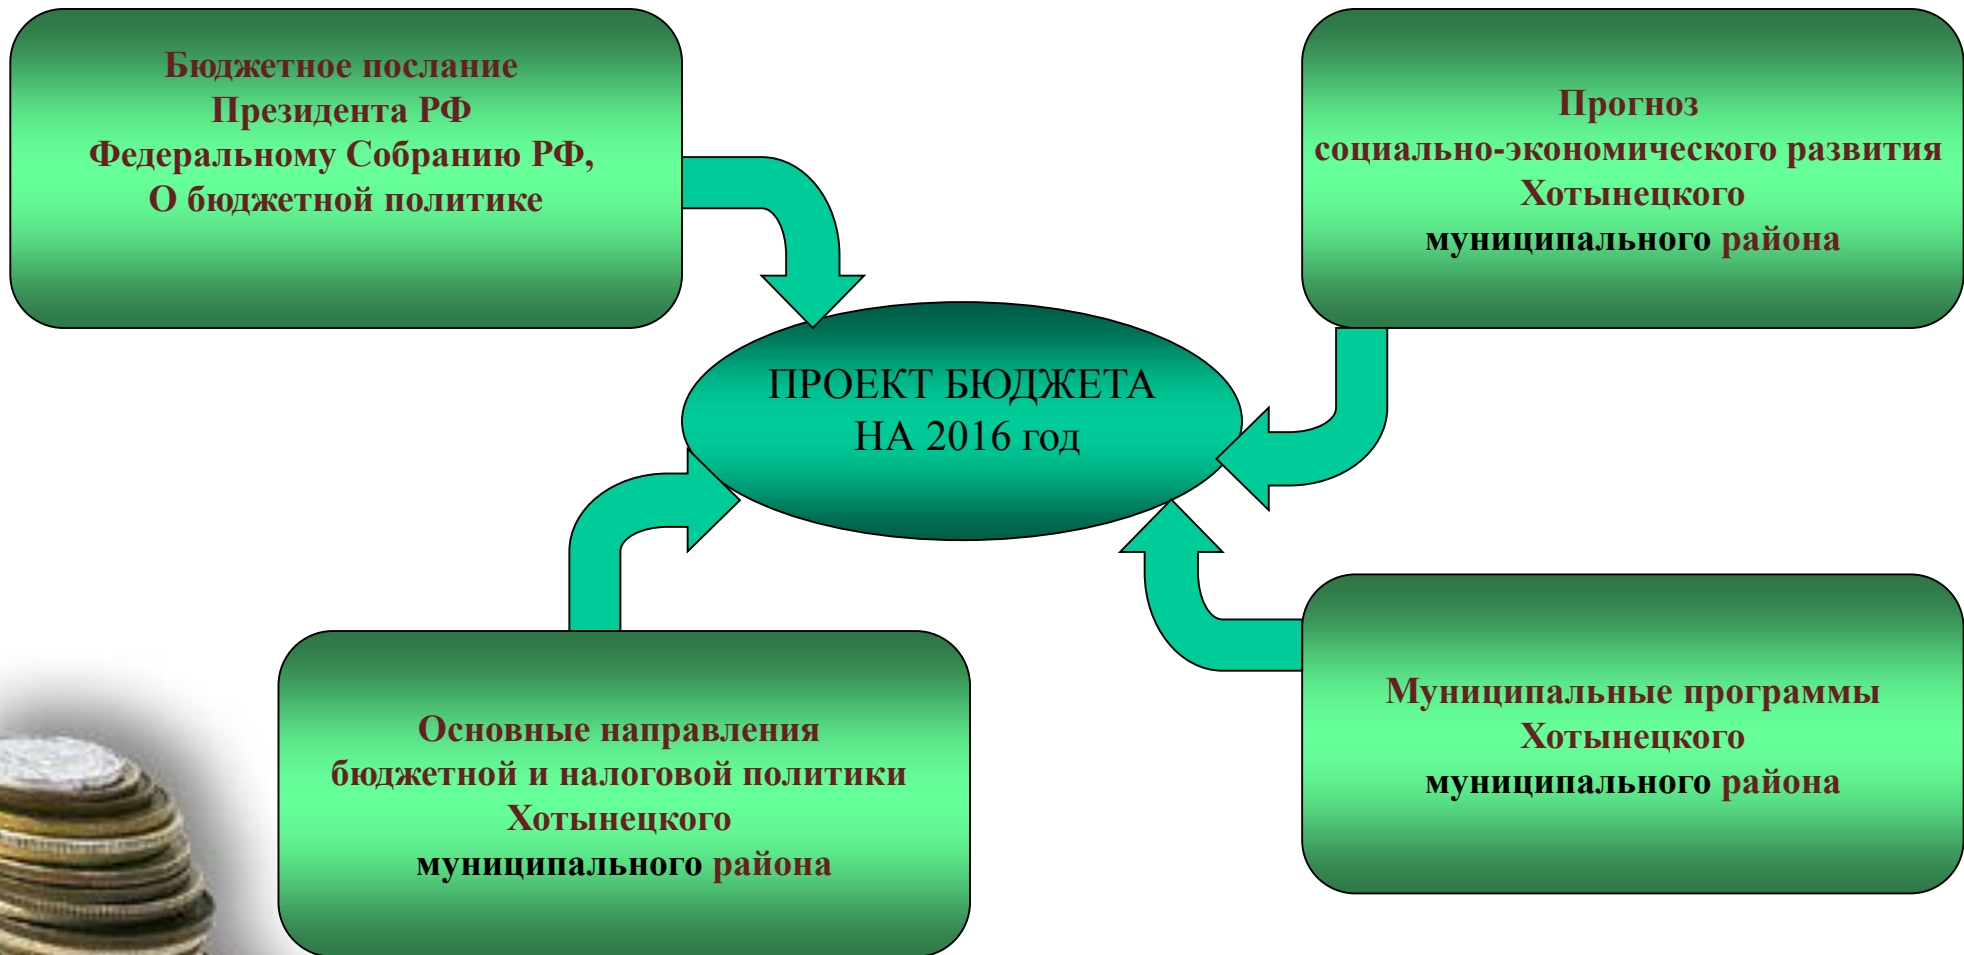 Бюджетное послание
Президента РФ
Федеральному Собранию РФ,
О бюджетной политике
Прогноз
социально-экономического развития
Хотынецкого
муниципального района
ПРОЕКТ БЮДЖЕТА
НА 2016 год
Основные направления
бюджетной и налоговой политики
Хотынецкого
муниципального района
Муниципальные программы
Хотынецкого
муниципального района